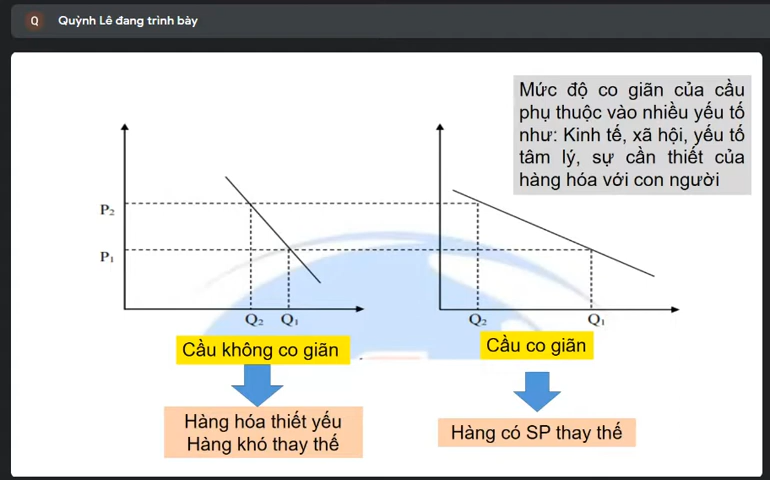 Q Quỳnh Lê đang trình bày
Mức độ co giãn của cầu
phụ thuộc vào nhiều yếu tố
như: Kinh tế, xã hội, yếu tố
tâm lý, sự cần thiết của
hàng hóa với con người
P₂
P₁
Q₂ Q₁
Q₂ Q₁
Cầu không co giãn
Cầu co giãn
Hàng hóa thiết yếu
Hàng khó thay thế
Hàng có SP thay thế